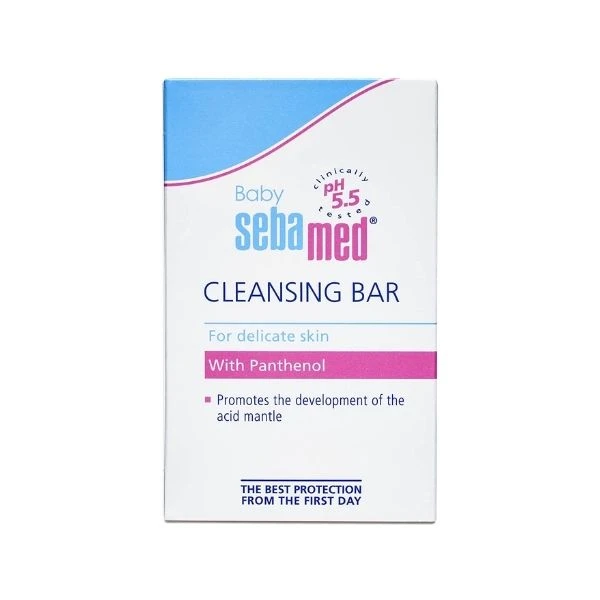 Baby
clinically
pH
5.5
tested
sebamed®
CLEANSING BAR
For delicate skin
With Panthenol
▪ Promotes the development of the
acid mantle
THE BEST PROTECTION
FROM THE FIRST DAY